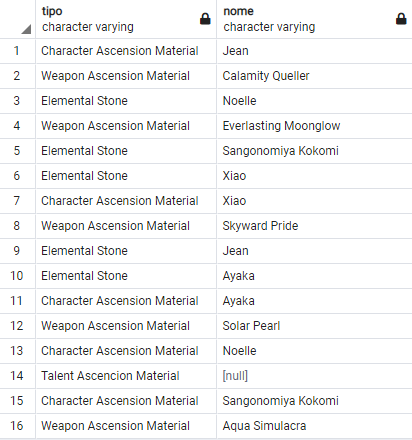 tipo nome
character varying character varying
1 Character Ascension Material Jean
2 Weapon Ascension Material Calamity Queller
3 Elemental Stone Noelle
4 Weapon Ascension Material Everlasting Moonglow
5 Elemental Stone Sangonomiya Kokomi
6 Elemental Stone Xiao
7 Character Ascension Material Xiao
8 Weapon Ascension Material Skyward Pride
9 Elemental Stone Jean
10 Elemental Stone Ayaka
11 Character Ascension Material Ayaka
12 Weapon Ascension Material Solar Pearl
13 Character Ascension Material Noelle
14 Talent Ascencion Material [null]
15 Character Ascension Material Sangonomiya Kokomi
16 Weapon Ascension Material Aqua Simulacra